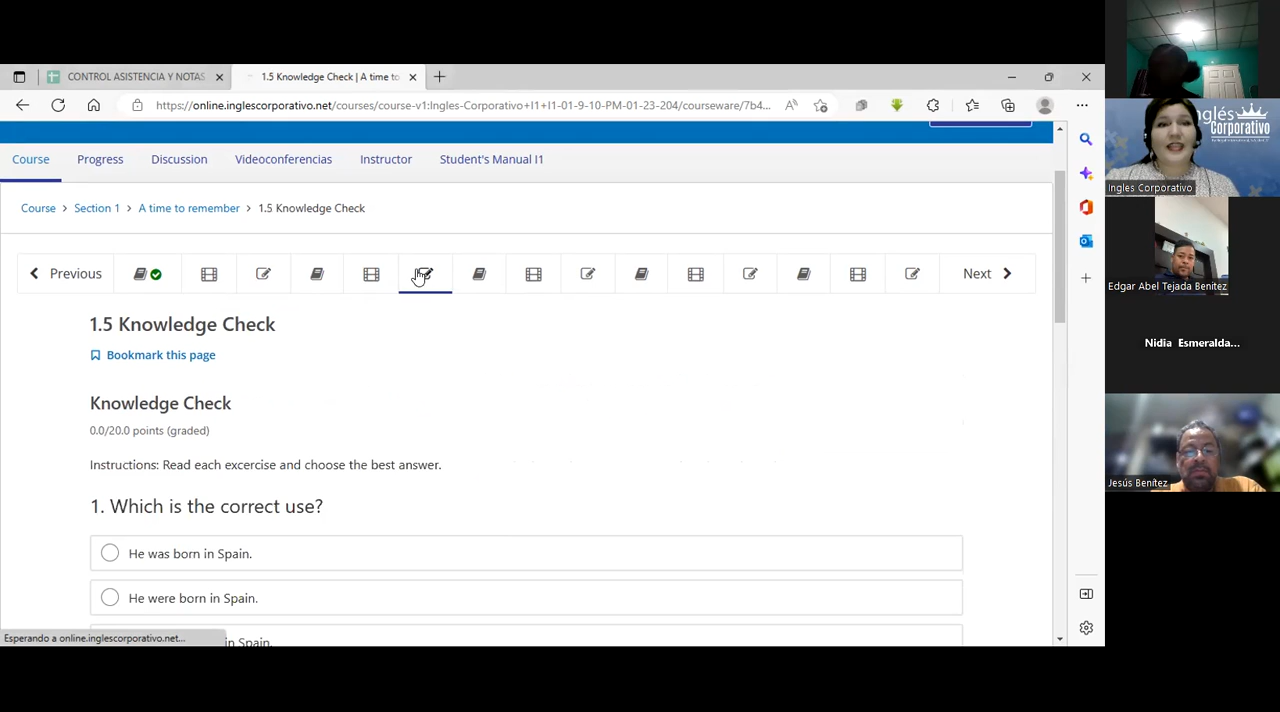 CONTROL ASISTENCIA Y NOTAS
1.5 Knowledge Check | A time to
https://online.inglescorporativo.net/courses/course-v1:Ingles-Corporativo+I1+I1-01-9-10-PM-01-23-204/courseware/7b4...
Course
Progress
Discussion
Videoconferencias
Instructor
Student's Manual I1
Course > Section 1 > A time to remember > 1.5 Knowledge Check
Previous
Next
1.5 Knowledge Check
Bookmark this page
Knowledge Check
0.0/20.0 points (graded)
Instructions: Read each excercise and choose the best answer.
1. Which is the correct use?
He was born in Spain.
He were born in Spain.
in Spain.
Esperando a online.inglescorporativo.net...
Corporativo
Ingles Corporativo
Edgar Abel Tejada Benitez
Nidia Esmeralda...
Jesús Benítez